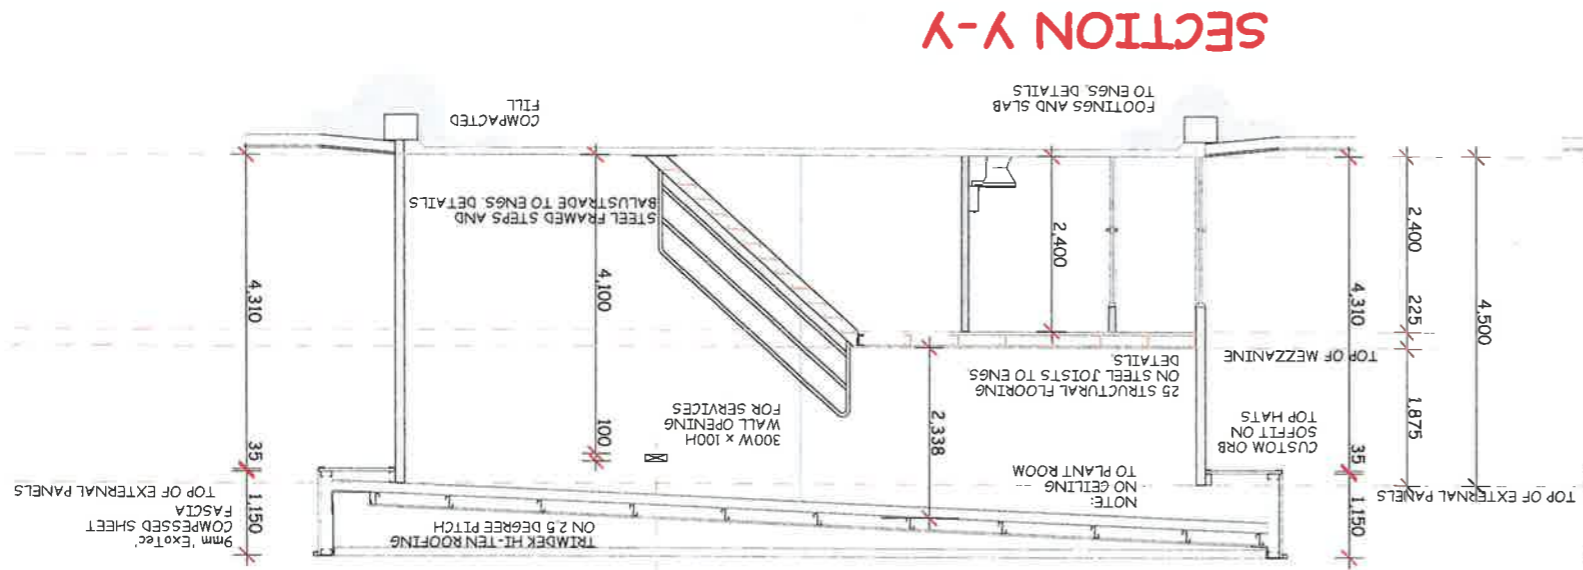 9mm 'ExoTec'
COMPESSED SHEET
FASCIA
TOP OF EXTERNAL PANELS
TRIMDEK HI-TEN ROOFING
ON 2.5 DEGREE PITCH
NOTE:
NO CEILING
TO PLANT ROOM
TOP OF EXTERNAL PANELS
CUSTOM ORB
SOFFIT ON
TOP HATS
300W x 100H
WALL OPENING
FOR SERVICES
25 STRUCTURAL FLOORING
ON STEEL JOISTS TO ENGS.
DETAILS.
TOP OF MEZZANINE
STEEL FRAMED STEPS AND
BALUSTRADE TO ENGS. DETAILS
COMPACTED
FILL
FOOTINGS AND SLAB
TO ENGS. DETAILS
1,150
35
4,310
100
4,100
2,338
2,400
1,150
35
4,310
1,875
225
2,400
4,500
SECTION Y-Y